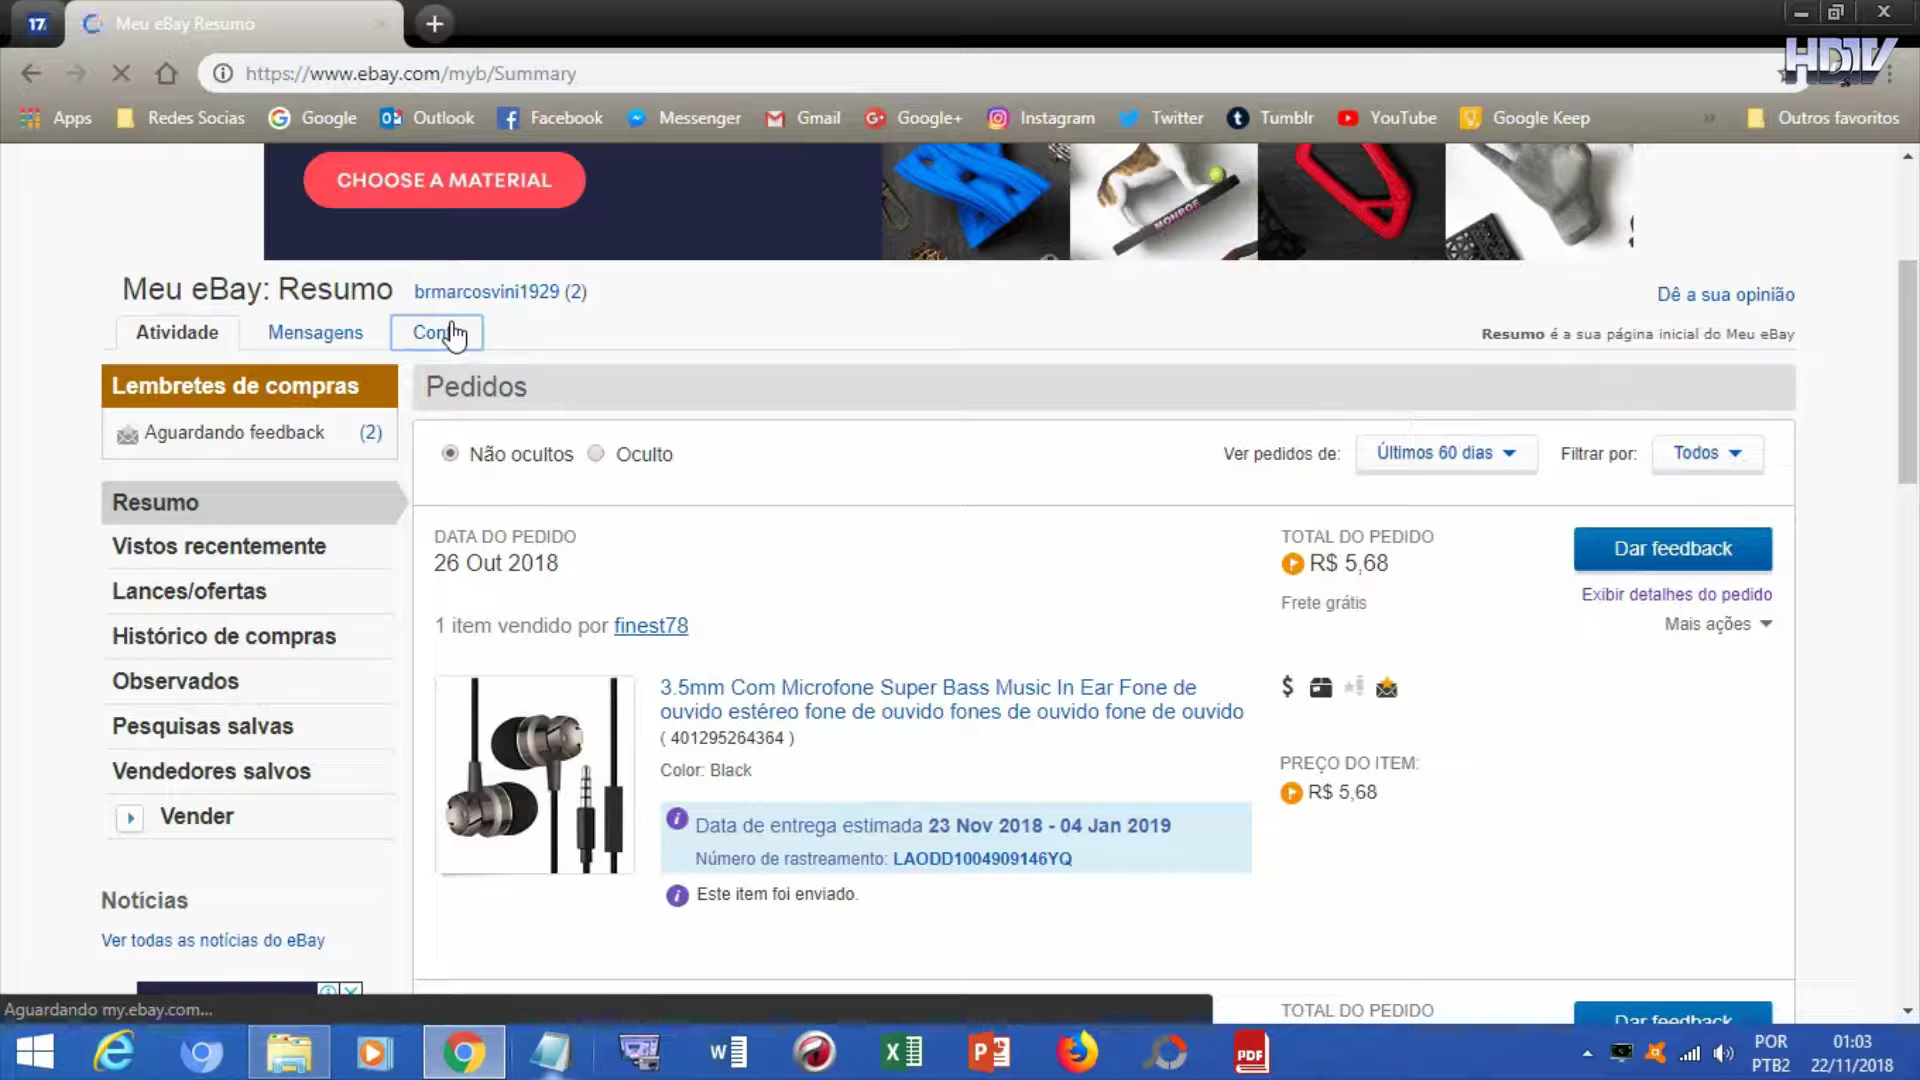 17.
Meu eBay Resumo
HDTV
https://www.ebay.com/myb/Summary
Apps
Redes Socias
Google
Outlook
Facebook
Messenger
Gmail
Google+
Instagram
Twitter
Tumblr
YouTube
Google Keep
Outros favoritos
CHOOSE A MATERIAL
MONROE
Meu eBay: Resumo
brmarcosvini1929 (2)
Dê a sua opinião
Atividade
Mensagens
Resumo é a sua página inicial do Meu eBay
Lembretes de compras
Aguardando feedback (2)
Resumo
Vistos recentemente
Lances/ofertas
Histórico de compras
Observados
Pesquisas salvas
Vendedores salvos
Vender
Notícias
Ver todas as notícias do eBay
Pedidos
Não ocultos
Oculto
Ver pedidos de:
Últimos 60 dias
Filtrar por:
Todos
DATA DO PEDIDO
26 Out 2018
TOTAL DO PEDIDO
R$ 5,68
Frete grátis
Dar feedback
Exibir detalhes do pedido
Mais ações
1 item vendido por finest78
3.5mm Com Microfone Super Bass Music In Ear Fone de
ouvido estéreo fone de ouvido fones de ouvido fone de ouvido
( 401295264364 )
Color: Black
PREÇO DO ITEM:
R$ 5,68
Data de entrega estimada 23 Nov 2018 - 04 Jan 2019
Número de rastreamento: LAODD1004909146YQ
Este item foi enviado.
TOTAL DO PEDIDO
Dar feedback
Aguardando my.ebay.com...
PDF
POR
PTB2
01:03
22/11/2018